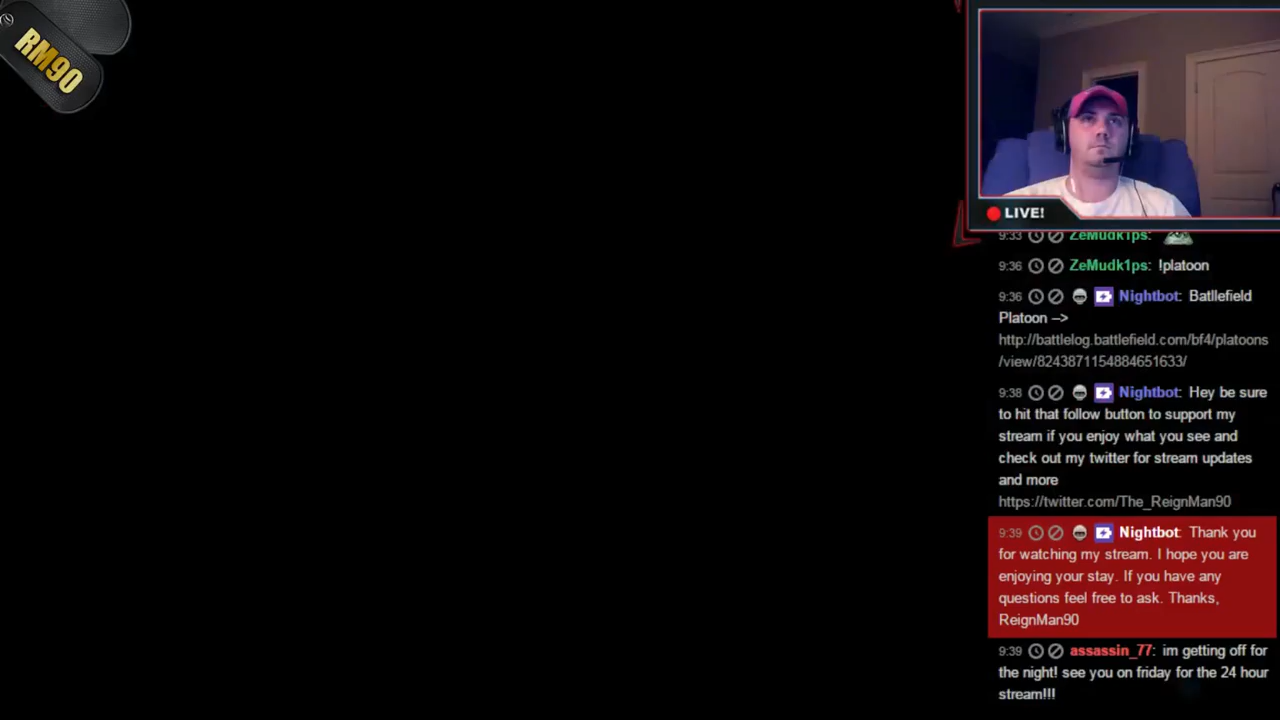 RM90
LIVE!
9:33 ZeMudk1ps:
9:36 ZeMudk1ps: !platoon
9:36 Nightbot: Batllefield
Platoon -->
http://battlelog.battlefield.com/bf4/platoons
/view/8243871154884651633/
9:38 Nightbot: Hey be sure
to hit that follow button to support my
stream if you enjoy what you see and
check out my twitter for stream updates
and more
https://twitter.com/The_ReignMan90
9:39 Nightbot: Thank you
for watching my stream. I hope you are
enjoying your stay. If you have any
questions feel free to ask. Thanks,
ReignMan90
9:39 assassin_77: im getting off for
the night! see you on friday for the 24 hour
stream!!!